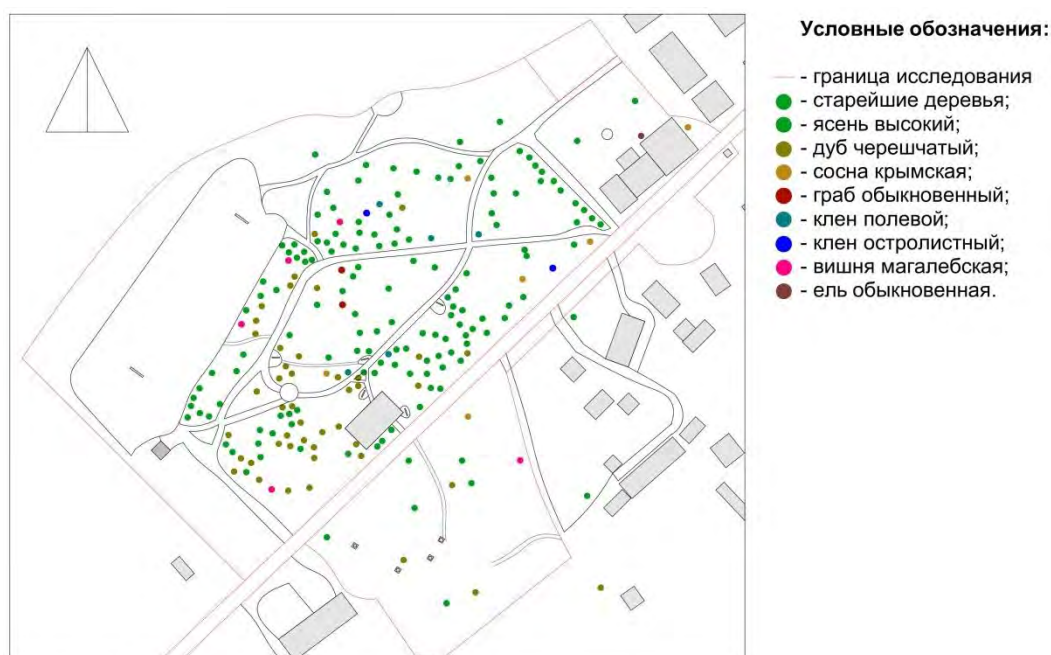 Условные обозначения:
- граница исследования
- старейшие деревья;
- ясень высокий;
- дуб черешчатый;
- сосна крымская;
- граб обыкновенный;
- клен полевой;
- клен остролистный;
- вишня магалебская;
- ель обыкновенная.